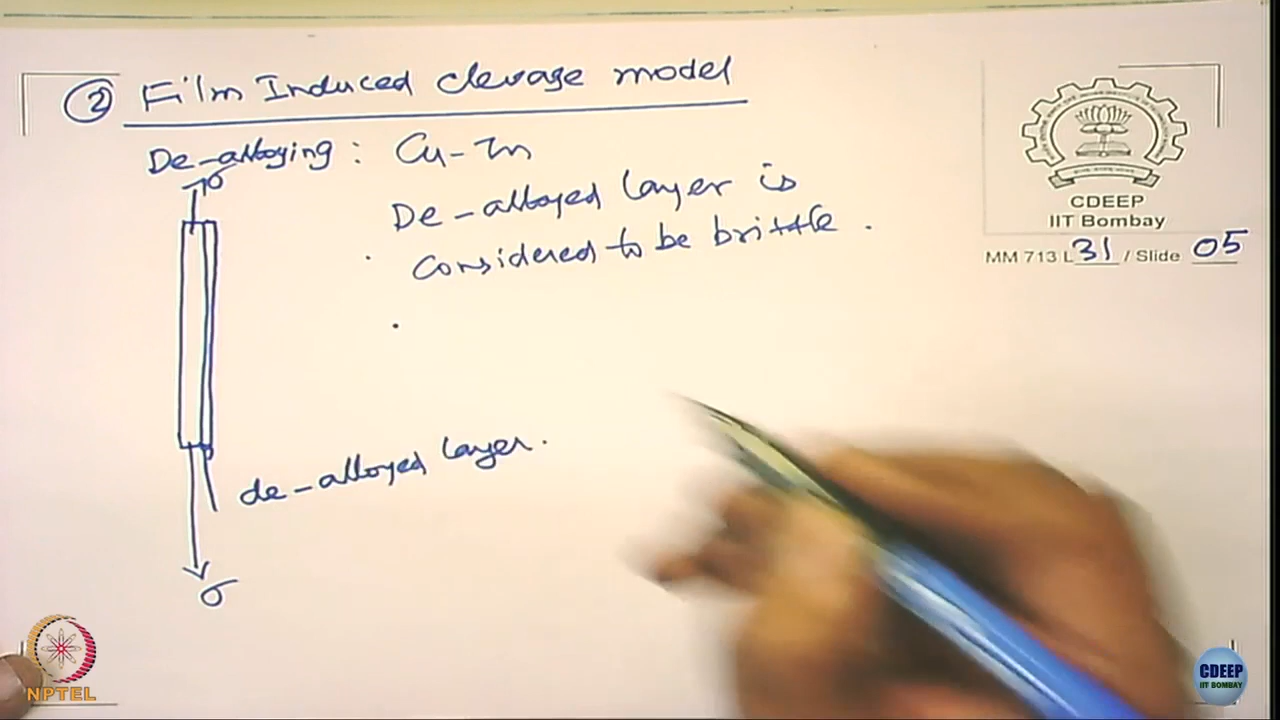 ② Film Induced clevage model
De-alloying : Cu-Zn
σ
De-alloyed layer is
considered to be brittle.
de-alloyed layer.
σ
CDEEP
IIT Bombay
MM 713 L 31 / Slide 05
NPTEL
CDEEP
IIT BOMBAY